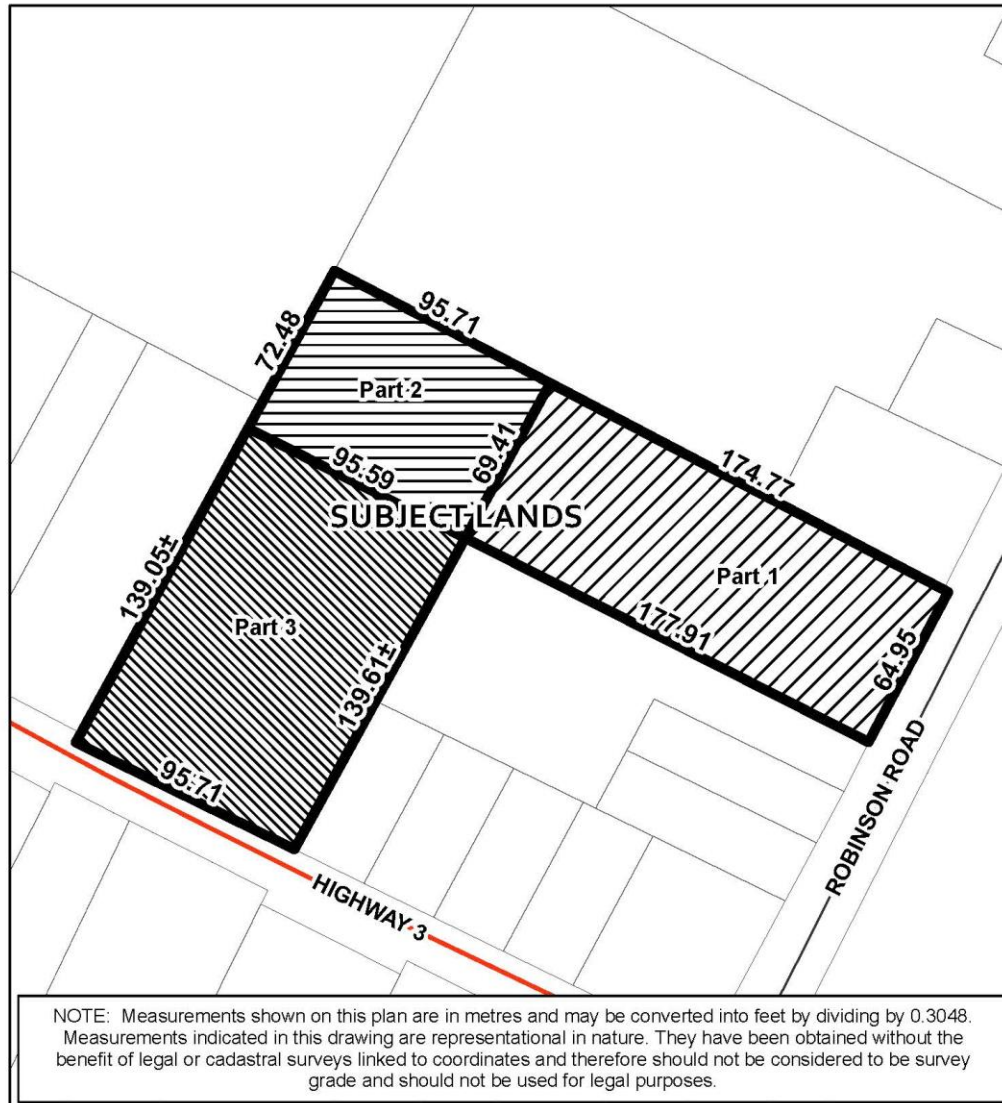 95.71
72.48
Part 2
69.41
95.59
174.77
SUBJECT LANDS
Part 1
139.05±
Part 3
177.91
64.95
139.61±
95.71
ROBINSON ROAD
HIGHWAY 3
NOTE: Measurements shown on this plan are in metres and may be converted into feet by dividing by 0.3048.
Measurements indicated in this drawing are representational in nature. They have been obtained without the
benefit of legal or cadastral surveys linked to coordinates and therefore should not be considered to be survey
grade and should not be used for legal purposes.